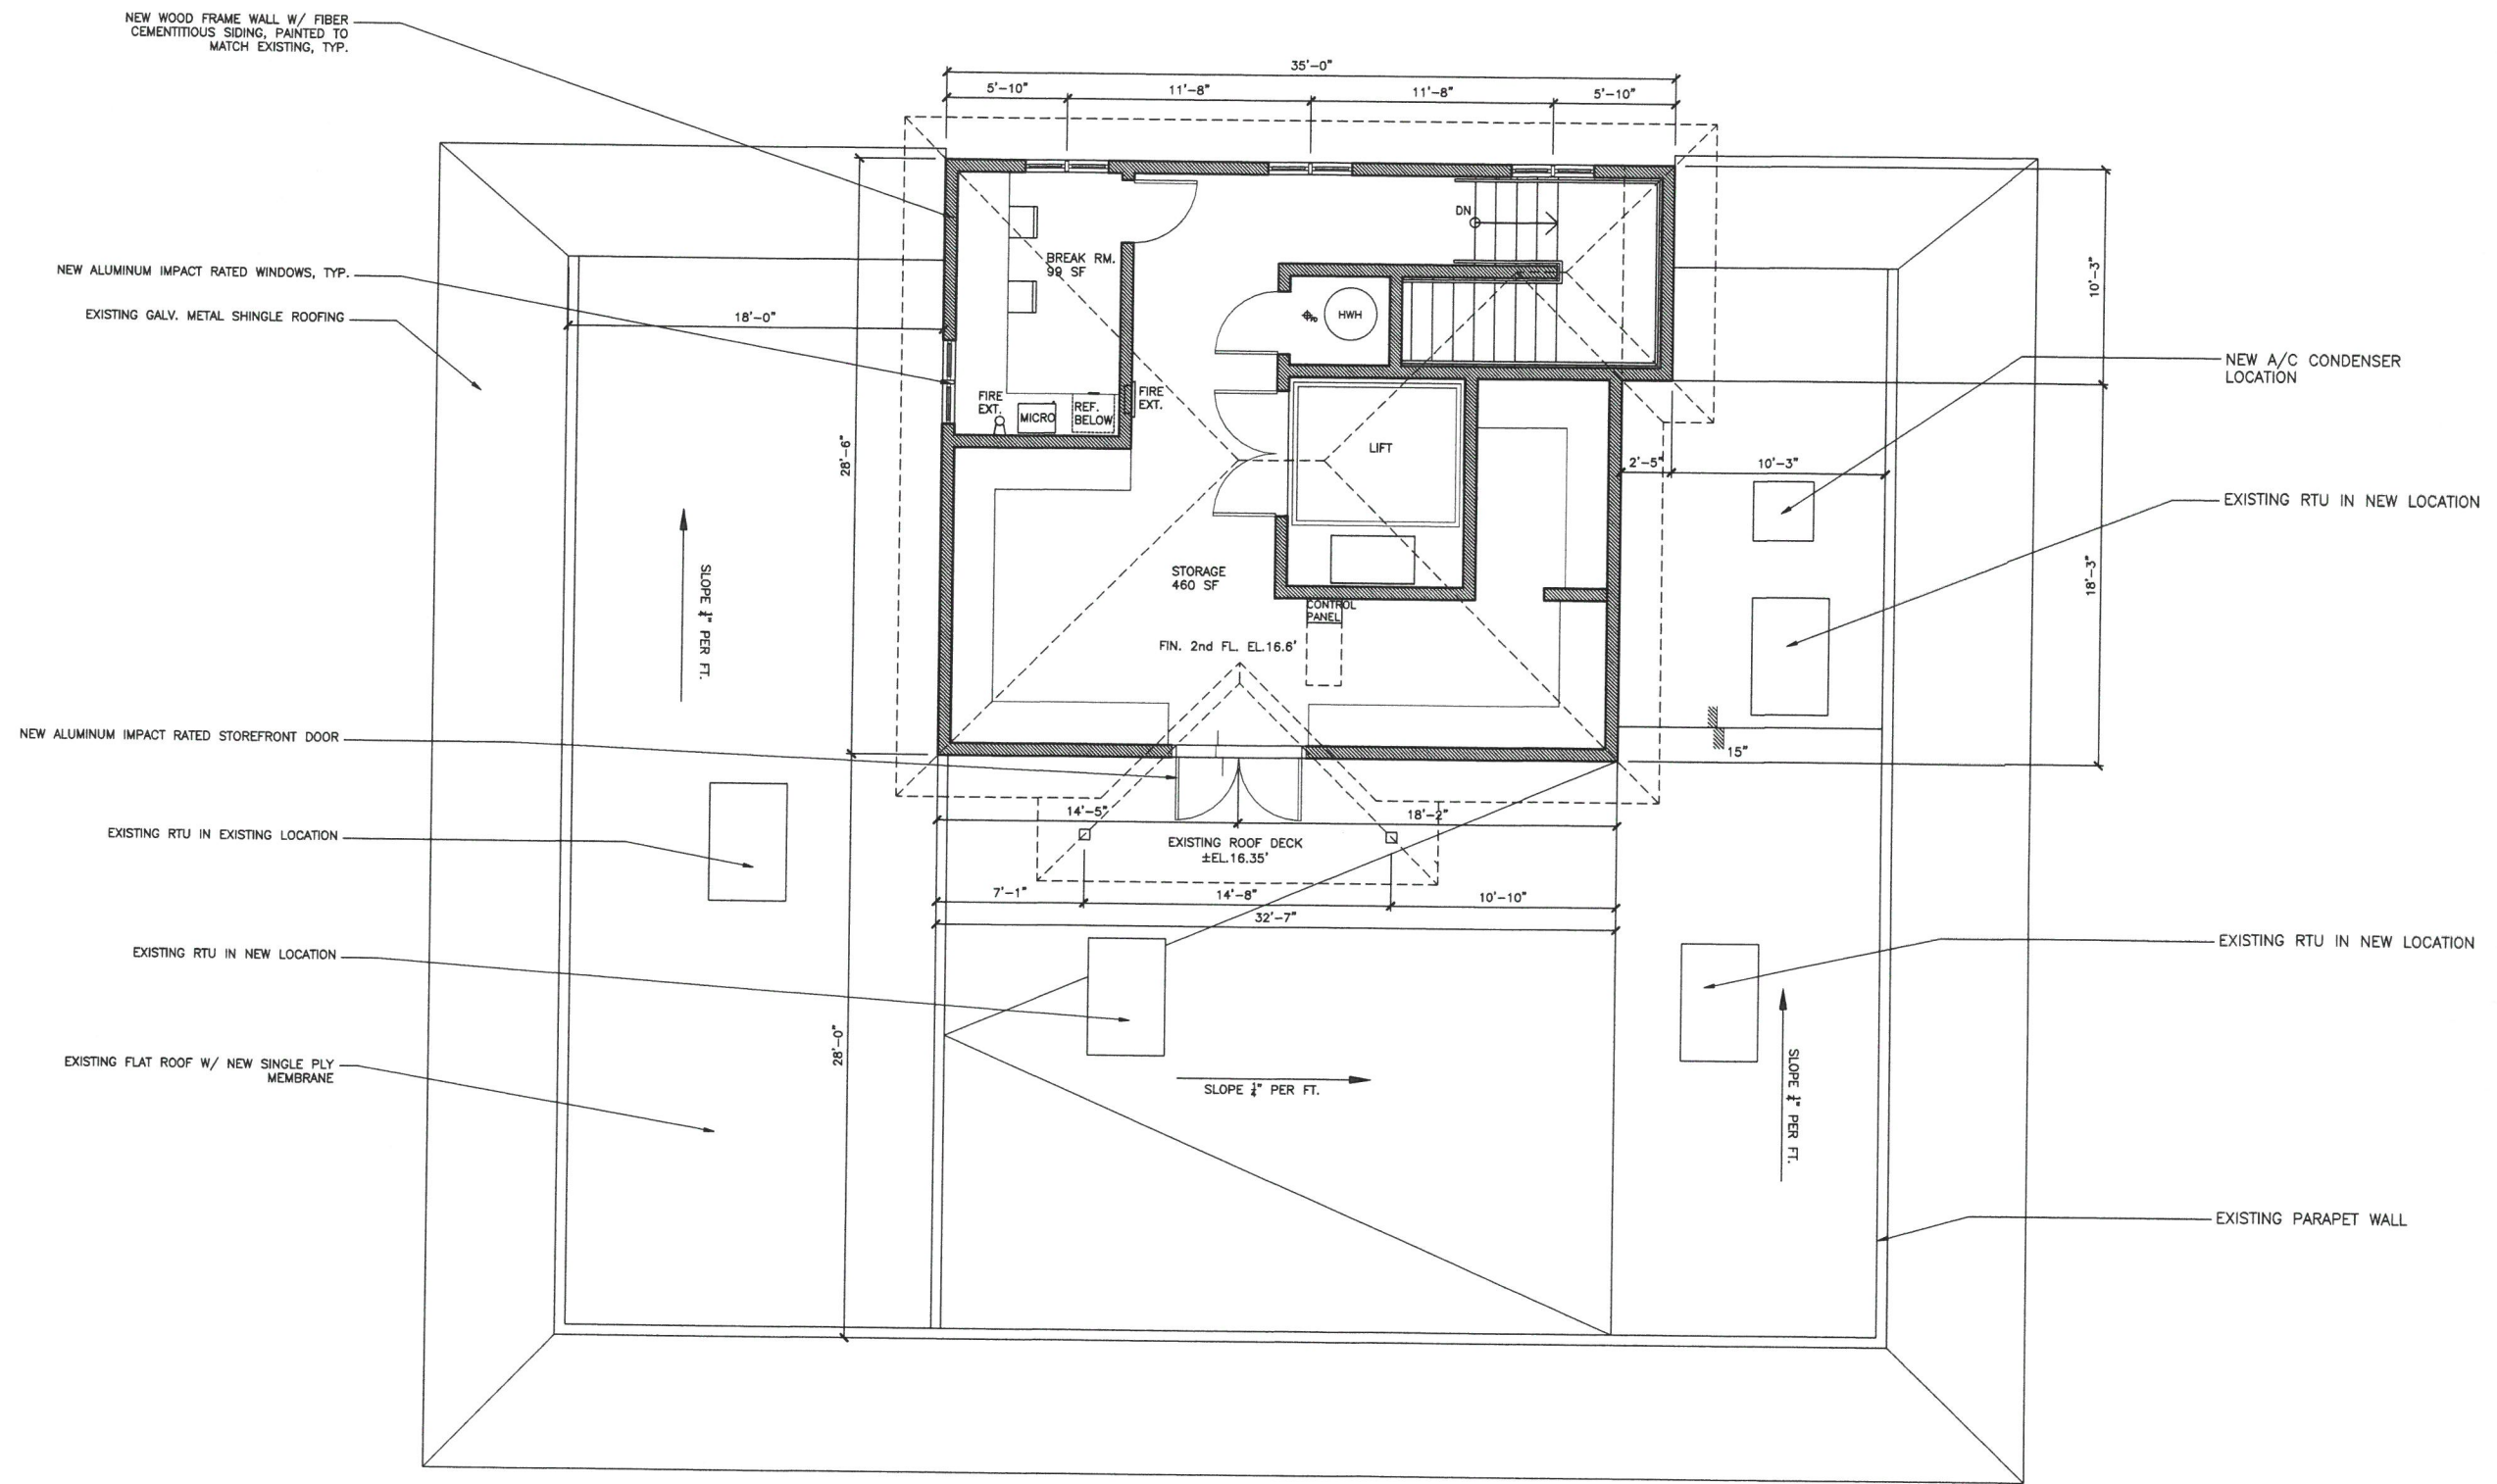 NEW WOOD FRAME WALL W/ FIBER
CEMENTITIOUS SIDING, PAINTED TO
MATCH EXISTING, TYP.
35'-0"
5'-10"
11'-8"
11'-8"
5'-10"
NEW ALUMINUM IMPACT RATED WINDOWS, TYP.
EXISTING GALV. METAL SHINGLE ROOFING
18'-0"
28'-6"
BREAK RM.
99 SF
DN
HWH
FIRE
EXT.
MICRO
REF.
BELOW
FIRE
EXT.
LIFT
10'-3"
NEW A/C CONDENSER
LOCATION
2'-5"
10'-3"
EXISTING RTU IN NEW LOCATION
18'-3"
SLOPE ¼" PER FT.
STORAGE
460 SF
CONTROL
PANEL
FIN. 2nd FL. EL.16.6'
15"
NEW ALUMINUM IMPACT RATED STOREFRONT DOOR
14'-5"
18'-2"
EXISTING RTU IN EXISTING LOCATION
EXISTING ROOF DECK
±EL.16.35'
7'-1"
14'-8"
10'-10"
32'-7"
EXISTING RTU IN NEW LOCATION
EXISTING RTU IN NEW LOCATION
28'-0"
EXISTING FLAT ROOF W/ NEW SINGLE PLY
MEMBRANE
SLOPE ¼" PER FT.
SLOPE ¼" PER FT.
EXISTING PARAPET WALL